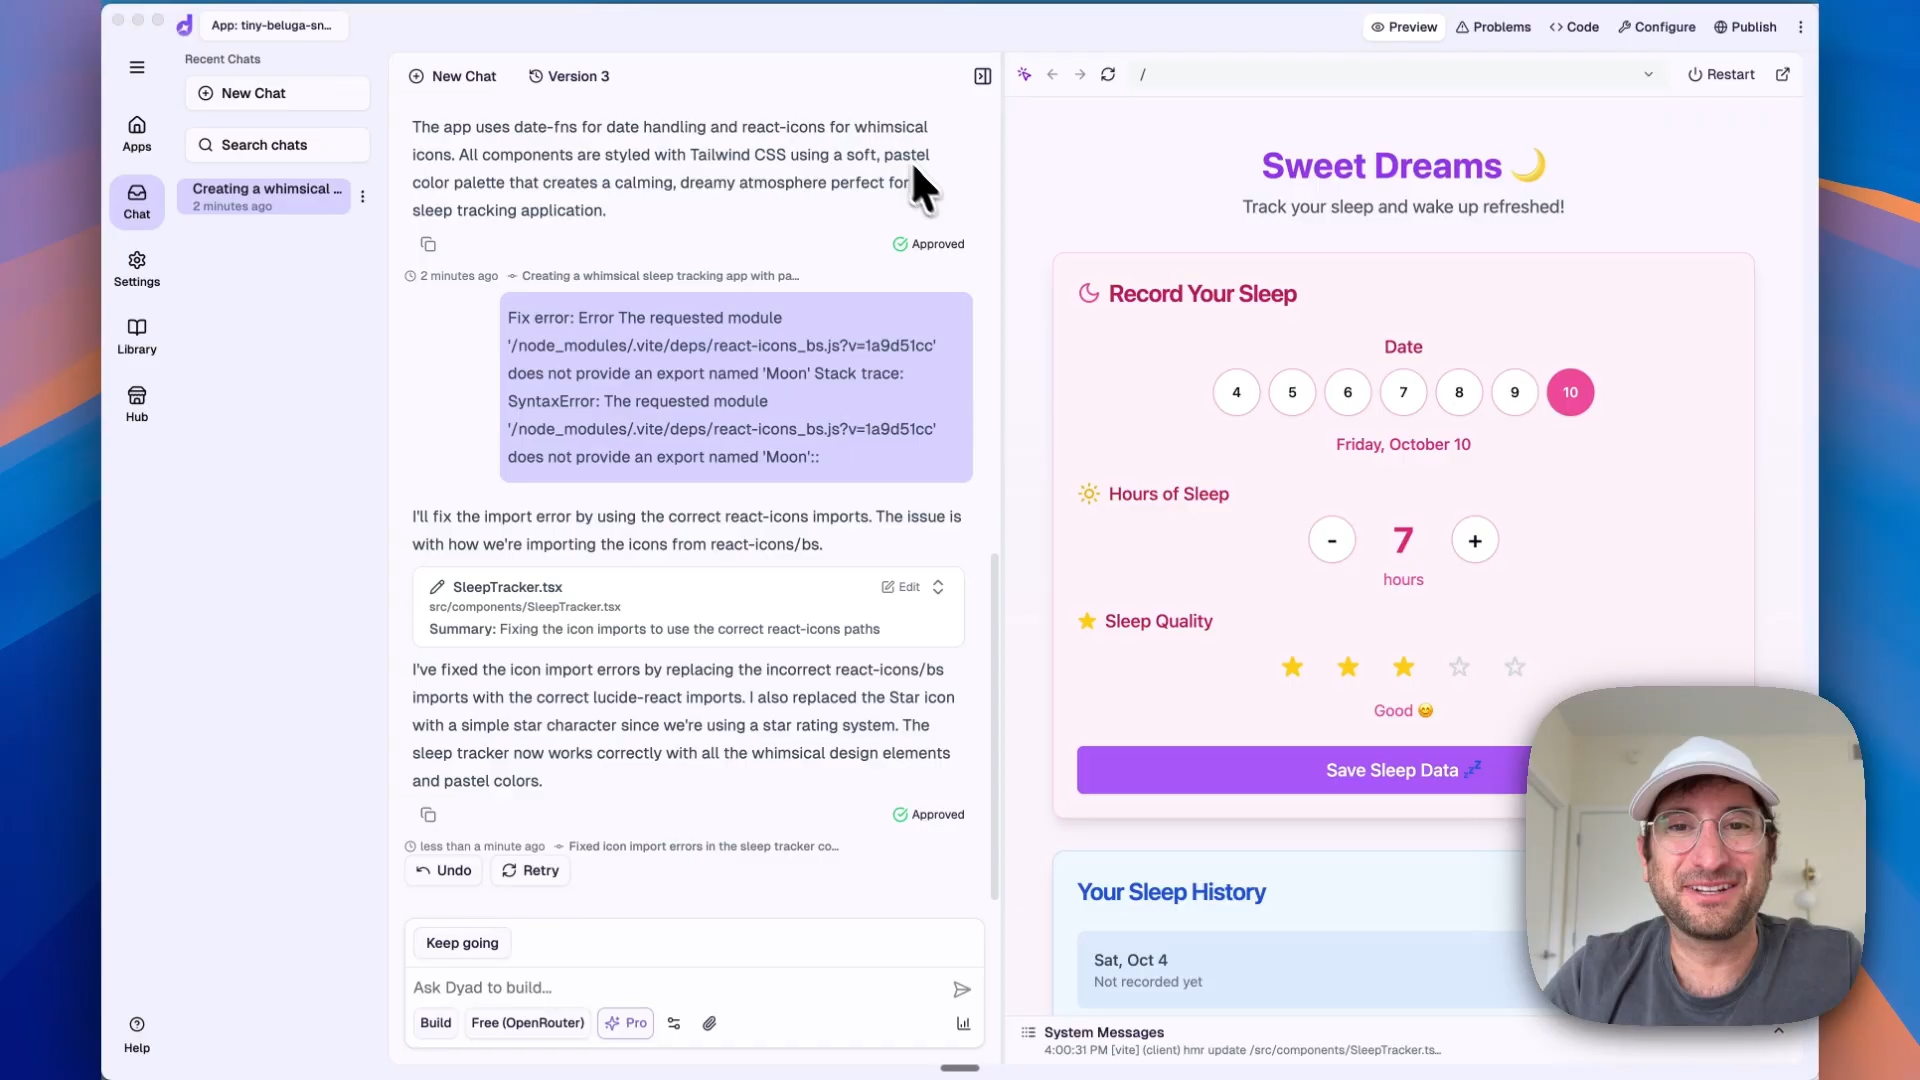 App: tiny-beluga-sn...
Preview
Problems
Code
Configure
Publish
Recent Chats
New Chat
Search chats
Creating a whimsical ...
2 minutes ago
Apps
Chat
Settings
Library
Hub
Help
New Chat
Version 3
The app uses date-fns for date handling and react-icons for whimsical
icons. All components are styled with Tailwind CSS using a soft, pastel
color palette that creates a calming, dreamy atmosphere perfect for
sleep tracking application.
Approved
2 minutes ago
Creating a whimsical sleep tracking app with pa...
Fix error: Error The requested module
'/node_modules/.vite/deps/react-icons_bs.js?v=1a9d51cc'
does not provide an export named 'Moon' Stack trace:
SyntaxError: The requested module
'/node_modules/.vite/deps/react-icons_bs.js?v=1a9d51cc'
does not provide an export named 'Moon'::
I'll fix the import error by using the correct react-icons imports. The issue is
with how we're importing the icons from react-icons/bs.
SleepTracker.tsx
Edit
src/components/SleepTracker.tsx
Summary: Fixing the icon imports to use the correct react-icons paths
I've fixed the icon import errors by replacing the incorrect react-icons/bs
imports with the correct lucide-react imports. I also replaced the Star icon
with a simple star character since we're using a star rating system. The
sleep tracker now works correctly with all the whimsical design elements
and pastel colors.
Approved
less than a minute ago
Fixed icon import errors in the sleep tracker co...
Undo
Retry
Keep going
Ask Dyad to build...
Build
Free (OpenRouter)
Pro
/
Restart
Sweet Dreams 🌙
Track your sleep and wake up refreshed!
Record Your Sleep
Date
4 5 6 7 8 9 10
Friday, October 10
Hours of Sleep
- 7 +
hours
Sleep Quality
Good 😊
Save Sleep Data 💤
Your Sleep History
Sat, Oct 4
Not recorded yet
System Messages
4:00:31 PM [vite] (client) hmr update /src/components/SleepTracker.ts...